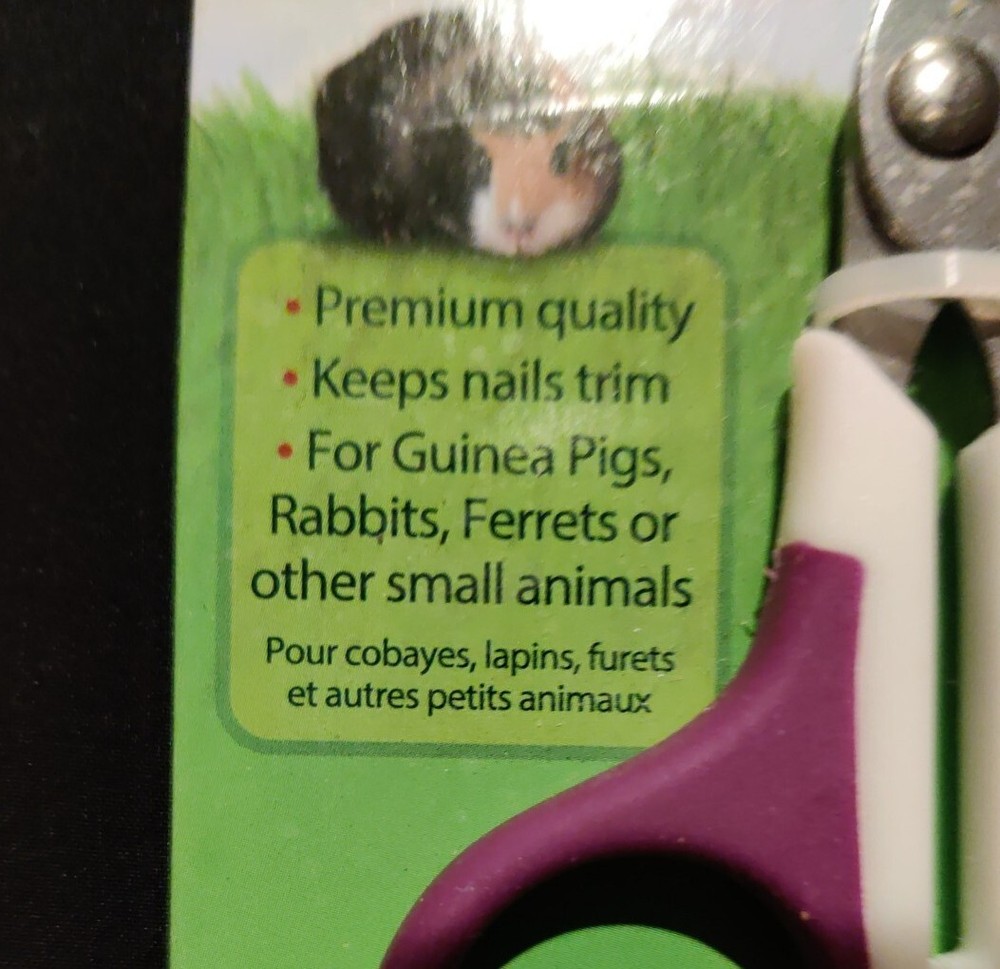 • Premium quality
• Keeps nails trim
• For Guinea Pigs,
Rabbits, Ferrets or
other small animals
Pour cobayes, lapins, furets
et autres petits animaux